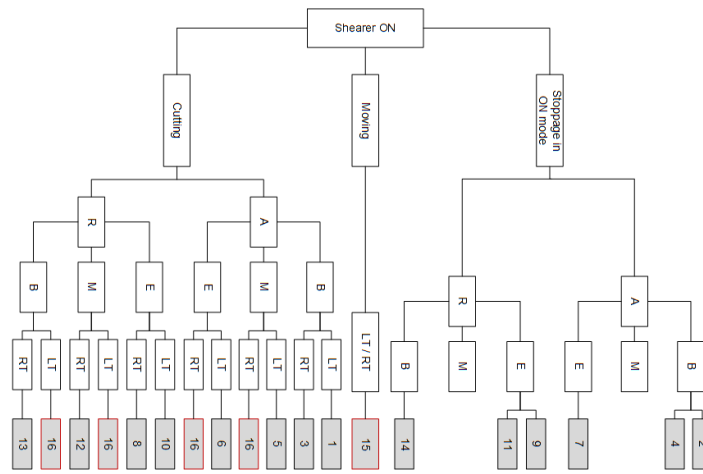 Shearer ON
Cutting
Moving
Stoppage in
ON mode
R
A
R
A
B
M
E
E
M
B
LT / RT
B
M
E
E
M
B
RT
LT
RT
LT
RT
LT
RT
LT
RT
LT
RT
LT
13
16
12
16
8
10
16
6
16
5
3
1
15
14
11
9
7
4